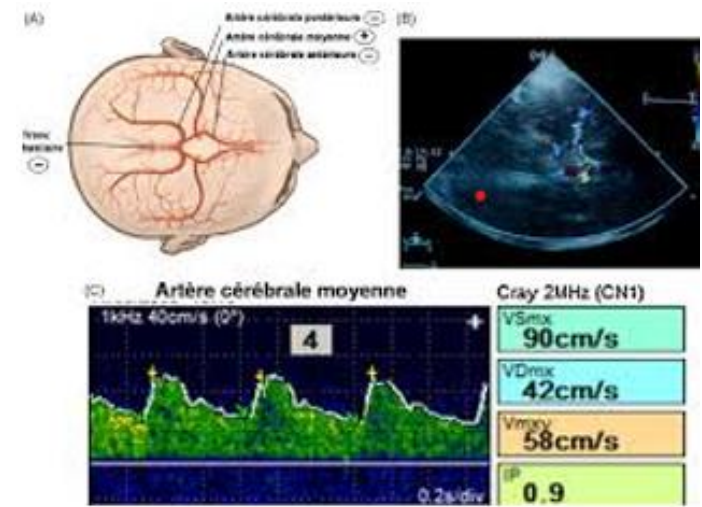 (A)
Artère cérébrale postérieure (-)
Artère cérébrale moyenne (+)
Artère cérébrale antérieure (-)
Tronc
basilaire
(-)
(B)
(C) Artère cérébrale moyenne
1kHz 40cm/s (0°)
4
0.2s/div
Cray 2MHz (CN1)
VSmx
90cm/s
VDmx
42cm/s
Vmxy
58cm/s
IP
0.9